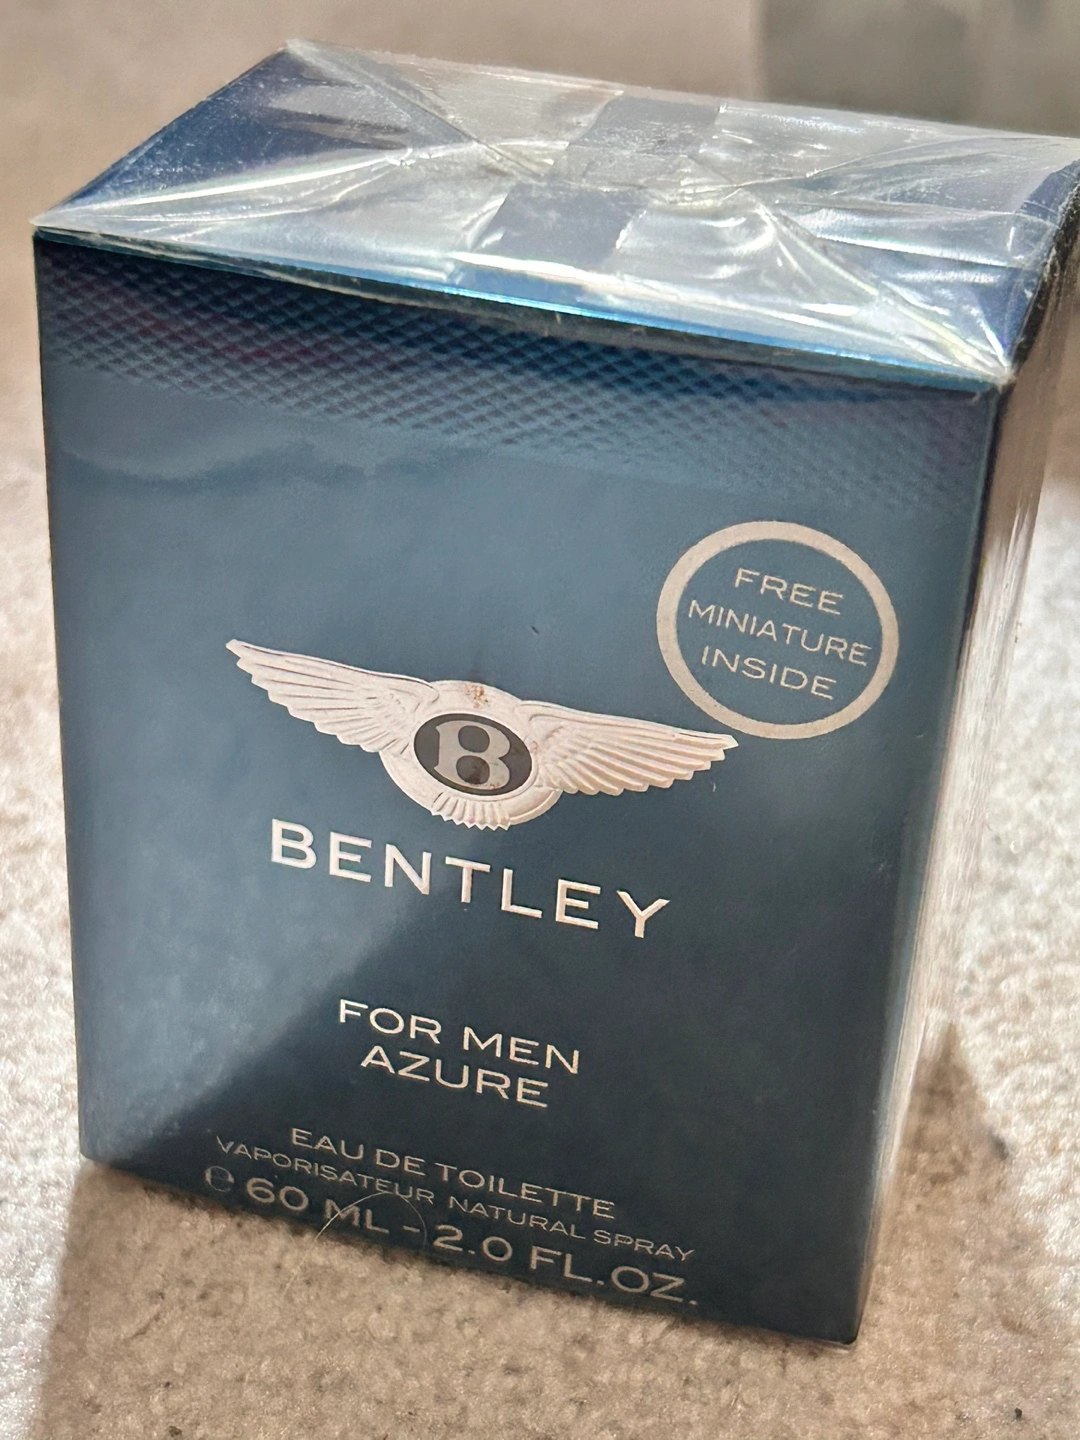 FREE
MINIATURE
INSIDE
B
BENTLEY
FOR MEN
AZURE
EAU DE TOILETTE
VAPORISATEUR NATURAL SPRAY
℮ 60 ML - 2.0 FL.OZ.